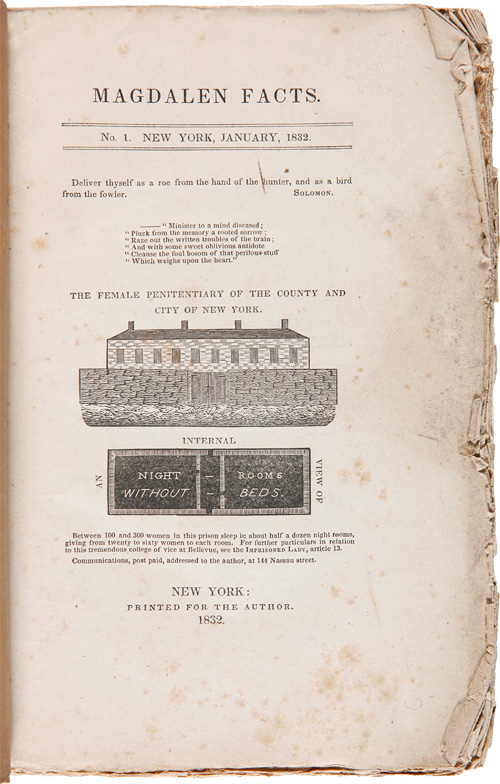 MAGDALEN FACTS.
No. 1. NEW YORK, JANUARY, 1832.
Deliver thyself as a roe from the hand of the hunter, and as a bird
from the fowler. SOLOMON.
—— “ Minister to a mind diseased ;
“ Pluck from the memory a rooted sorrow ;
“ Raze out the written troubles of the brain ;
“ And with some sweet oblivious antidote
“ Cleanse the foul bosom of that perilous stuff
“ Which weighs upon the heart.”
THE FEMALE PENITENTIARY OF THE COUNTY AND
CITY OF NEW YORK.
AN
INTERNAL
VIEW OF
NIGHT ROOMS
WITHOUT BEDS.
Between 100 and 300 women in this prison sleep in about half a dozen night rooms,
giving from twenty to sixty women to each room. For further particulars in relation
to this tremendous college of vice at Bellevue, see the IMPRISONED LADY, article 13.
Communications, post paid, addressed to the author, at 144 Nassau street.
NEW YORK:
PRINTED FOR THE AUTHOR.
1832.